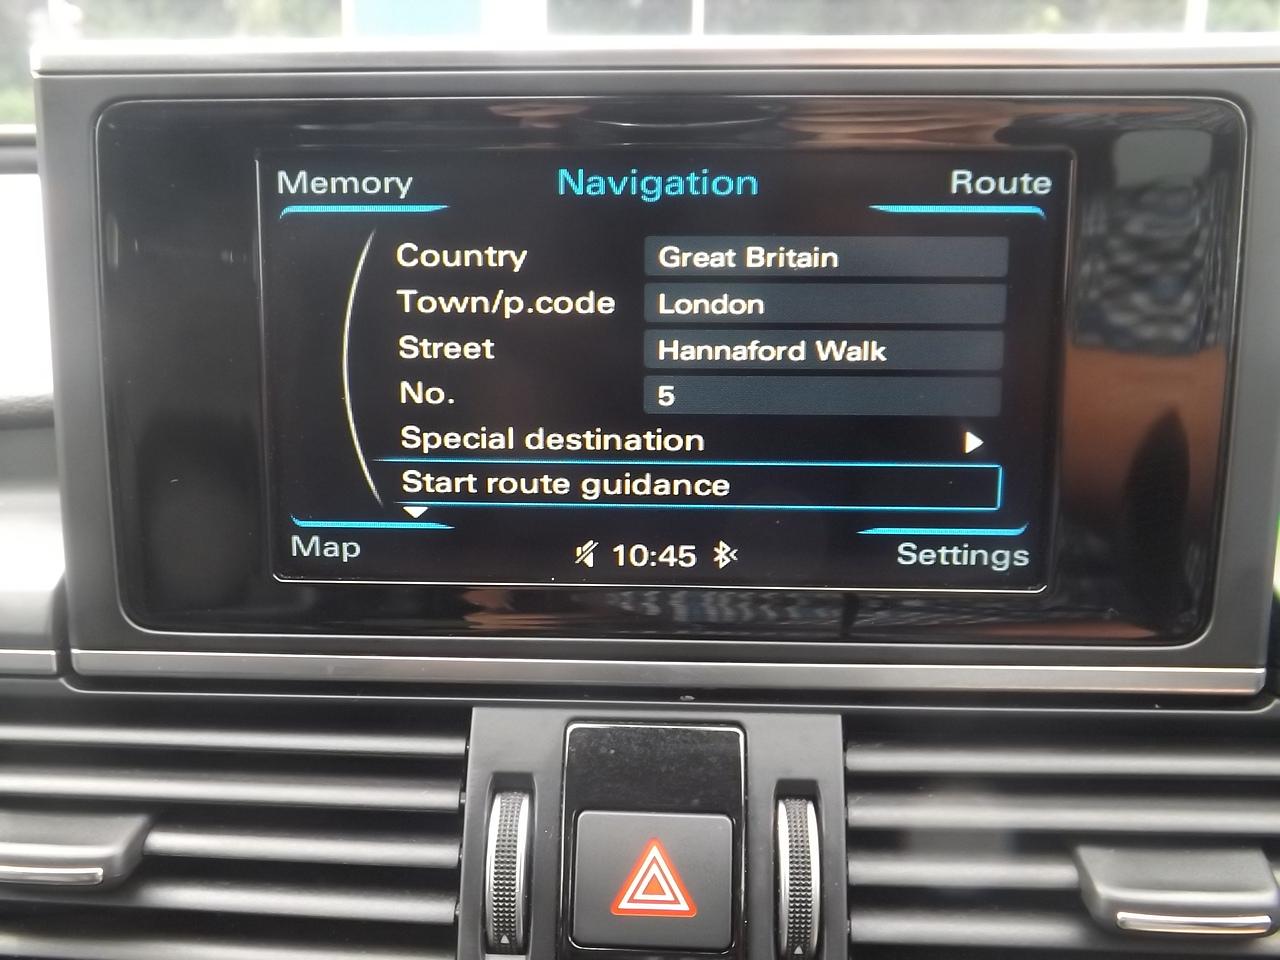 Memory Navigation Route
Country Great Britain
Town/p.code London
Street Hannaford Walk
No. 5
Special destination
Start route guidance
Map 10:45 Settings